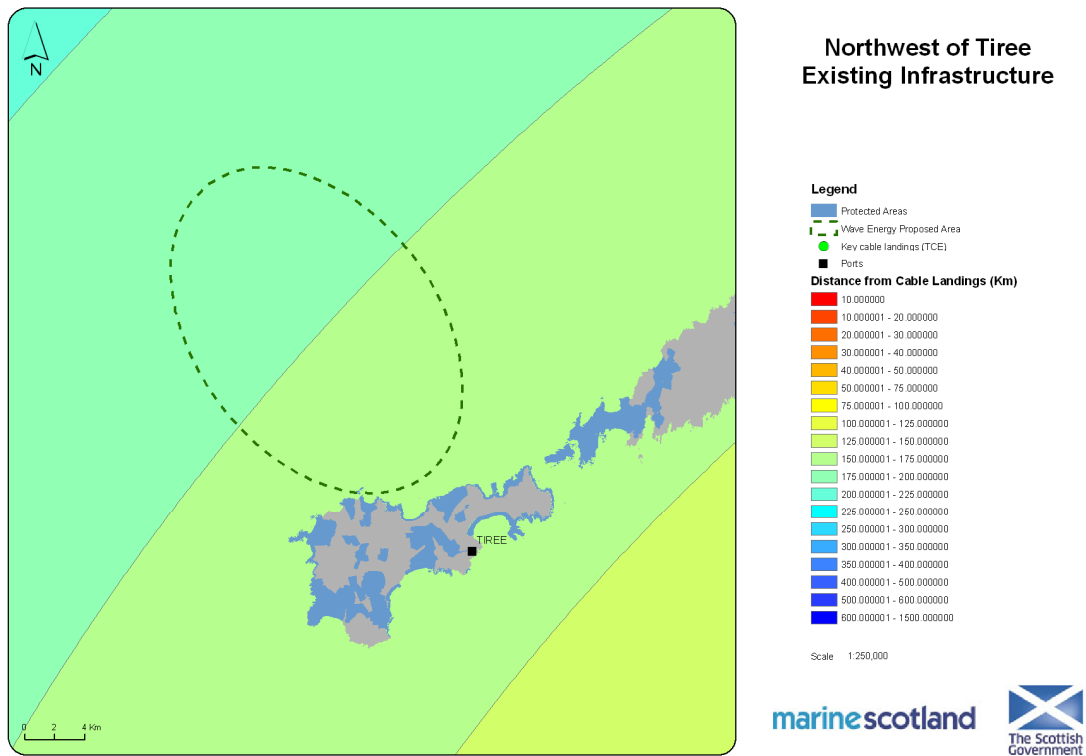 N
Northwest of Tiree
Existing Infrastructure
Legend
Protected Areas
Wave Energy Proposed Area
Key cable landings (TCE)
Ports
Distance from Cable Landings (Km)
10.000000
10.000001 - 20.000000
20.000001 - 30.000000
30.000001 - 40.000000
40.000001 - 50.000000
50.000001 - 75.000000
75.000001 - 100.000000
100.000001 - 125.000000
125.000001 - 150.000000
150.000001 - 175.000000
175.000001 - 200.000000
200.000001 - 225.000000
225.000001 - 250.000000
250.000001 - 300.000000
300.000001 - 350.000000
350.000001 - 400.000000
400.000001 - 500.000000
500.000001 - 600.000000
600.000001 - 1500.000000
TIREE
Scale 1:250,000
0 2 4 Km
marinescotland
The Scottish
Government